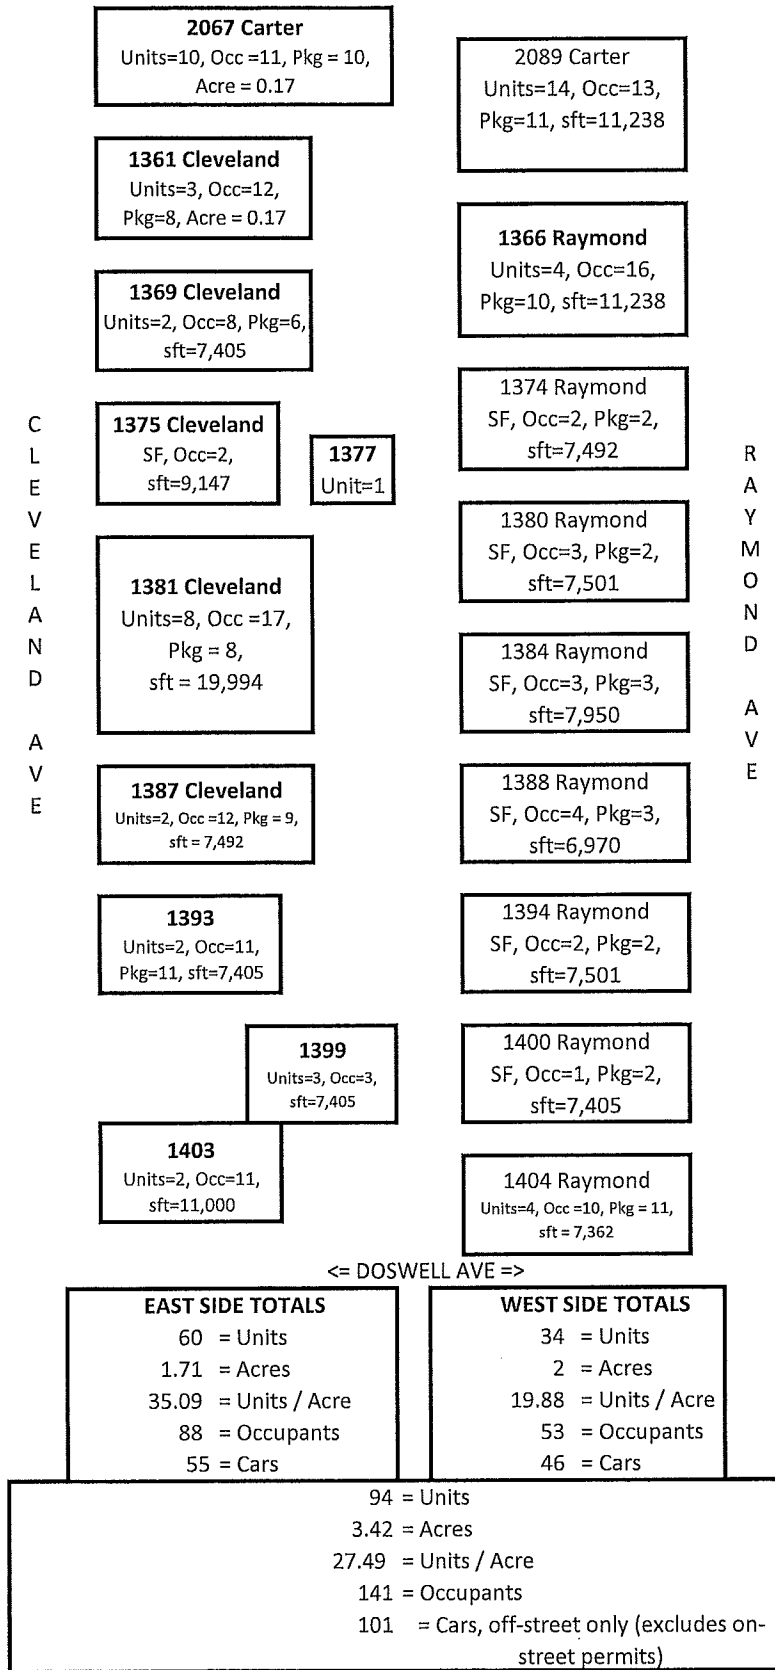 2067 Carter
Units=10, Occ =11, Pkg = 10,
Acre = 0.17
1361 Cleveland
Units=3, Occ=12,
Pkg=8, Acre = 0.17
1369 Cleveland
Units=2, Occ=8, Pkg=6,
sft=7,405
1375 Cleveland
SF, Occ=2,
sft=9,147
1377
Unit=1
1381 Cleveland
Units=8, Occ =17,
Pkg = 8,
sft = 19,994
1387 Cleveland
Units=2, Occ =12, Pkg = 9,
sft = 7,492
1393
Units=2, Occ=11,
Pkg=11, sft=7,405
1399
Units=3, Occ=3,
sft=7,405
1403
Units=2, Occ=11,
sft=11,000
CLEVELAND AVE
2089 Carter
Units=14, Occ=13,
Pkg=11, sft=11,238
1366 Raymond
Units=4, Occ=16,
Pkg=10, sft=11,238
1374 Raymond
SF, Occ=2, Pkg=2,
sft=7,492
1380 Raymond
SF, Occ=3, Pkg=2,
sft=7,501
1384 Raymond
SF, Occ=3, Pkg=3,
sft=7,950
1388 Raymond
SF, Occ=4, Pkg=3,
sft=6,970
1394 Raymond
SF, Occ=2, Pkg=2,
sft=7,501
1400 Raymond
SF, Occ=1, Pkg=2,
sft=7,405
1404 Raymond
Units=4, Occ =10, Pkg = 11,
sft = 7,362
RAYMOND AVE
<= DOSWELL AVE =>
EAST SIDE TOTALS
60 = Units
1.71 = Acres
35.09 = Units / Acre
88 = Occupants
55 = Cars
WEST SIDE TOTALS
34 = Units
2 = Acres
19.88 = Units / Acre
53 = Occupants
46 = Cars
94 = Units
3.42 = Acres
27.49 = Units / Acre
141 = Occupants
101 = Cars, off-street only (excludes on-
street permits)